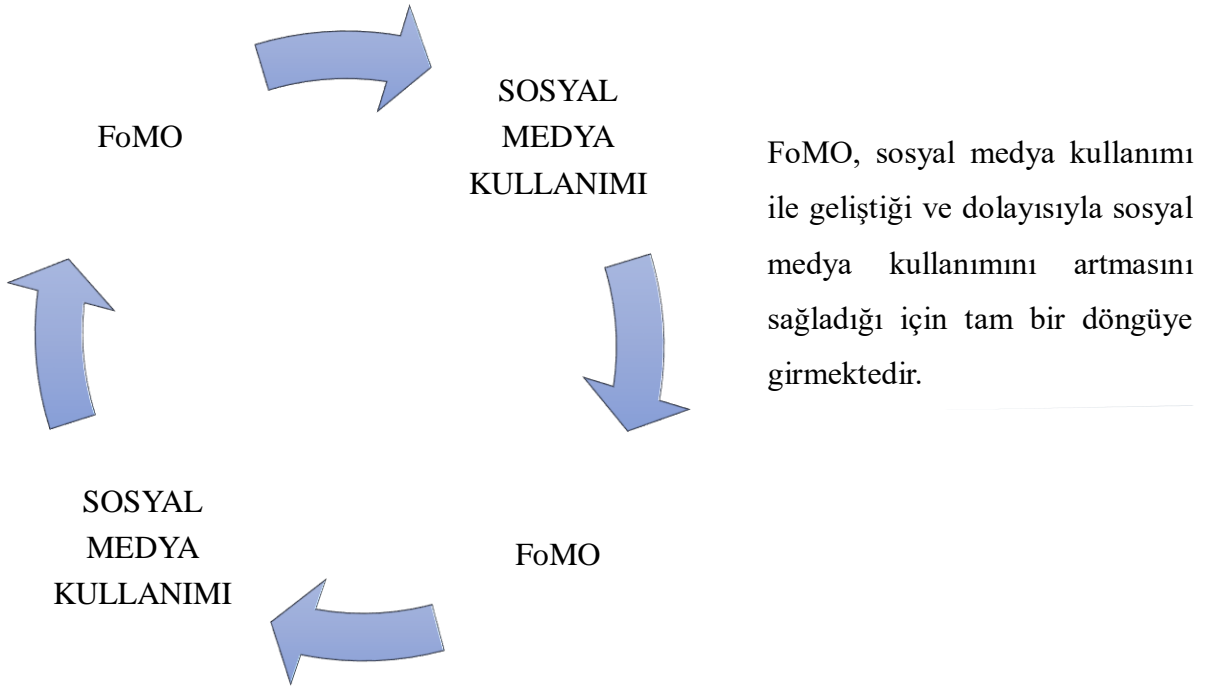 FoMO
SOSYAL
MEDYA
KULLANIMI
FoMO, sosyal medya kullanımı
ile geliştiği ve dolayısıyla sosyal
medya kullanımını artmasını
sağladığı için tam bir döngüye
girmektedir.
FoMO
SOSYAL
MEDYA
KULLANIMI